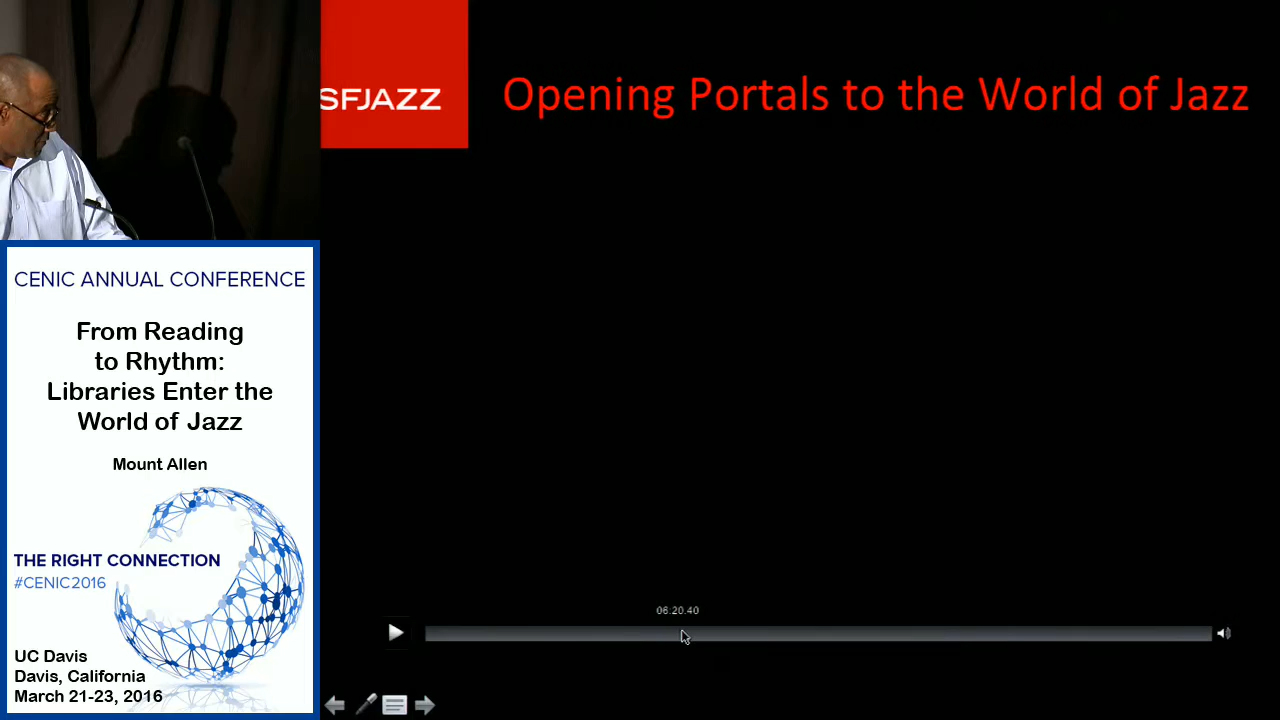 SFJAZZ
Opening Portals to the World of Jazz
CENIC ANNUAL CONFERENCE
From Reading
to Rhythm:
Libraries Enter the
World of Jazz
Mount Allen
THE RIGHT CONNECTION
#CENIC2016
UC Davis
Davis, California
March 21-23, 2016
06:20.40